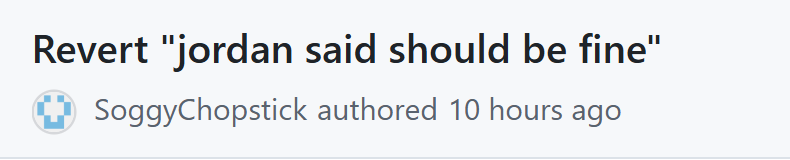 Revert "jordan said should be fine"
SoggyChopstick authored 10 hours ago